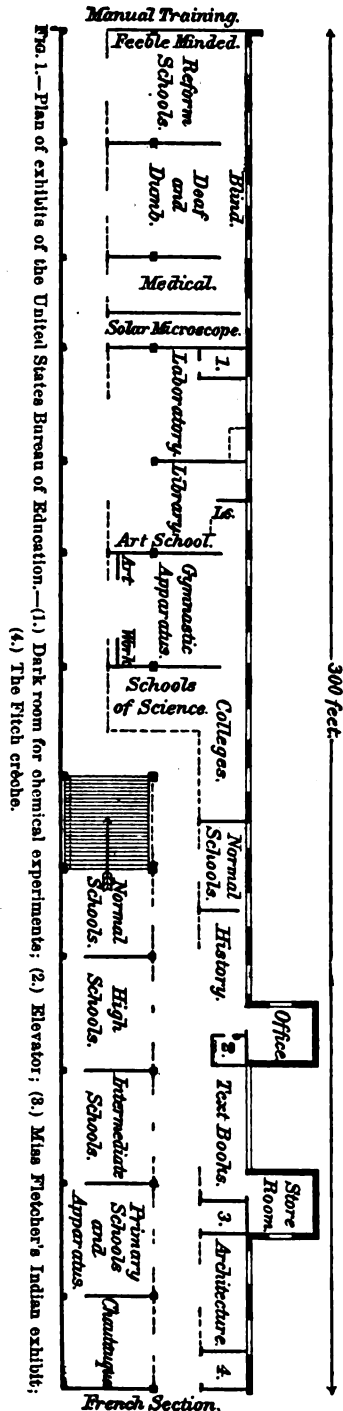 Manual Training.
Feeble Minded.
Reform
Schools.
Blind.
Deaf
and
Dumb.
Medical.
Solar Microscope.
1.
Laboratory.
Library.
L6.
Art School.
Art
Work
Gymnastic
Apparatus.
Schools
of Science.
Colleges.
Normal
Schools.
Normal
Schools.
History.
High
Schools.
Office
2.
Text Books.
Intermediate
Schools.
Store
Room
3.
Primary
Schools
and
Apparatus.
Architecture.
4.
Chautauqua
French Section.
300 feet.
FIG. 1.—Plan of exhibits of the United States Bureau of Education.—(1.) Dark room for chemical experiments; (2.) Elevator; (3.) Miss Fletcher's Indian exhibit;
(4.) The Fitch crèche.